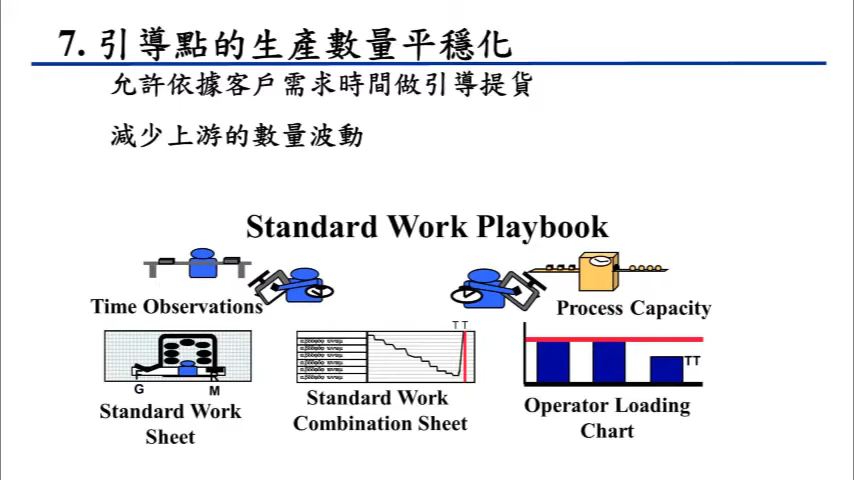 7. 引導點的生產數量平穩化
允許依據客戶需求時間做引導提貨
減少上游的數量波動
Standard Work Playbook
Time Observations
Process Capacity
T T
TT
G
R
M
Standard Work
Sheet
Standard Work
Combination Sheet
Operator Loading
Chart